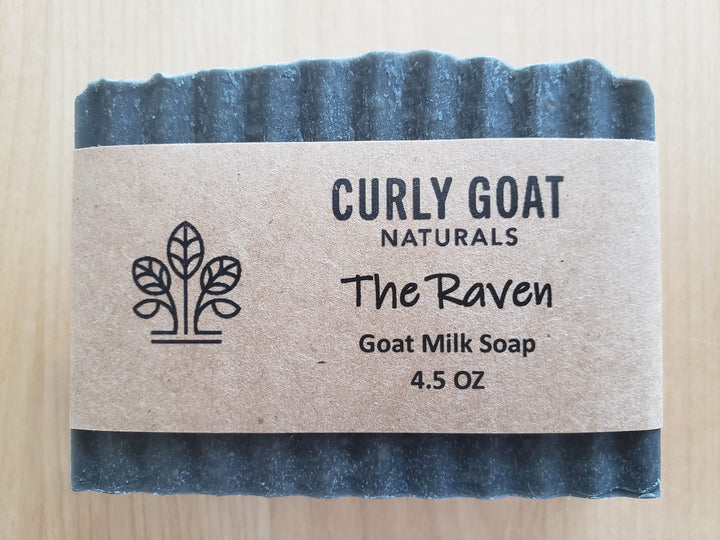 CURLY GOAT
NATURALS
The Raven
Goat Milk Soap
4.5 OZ